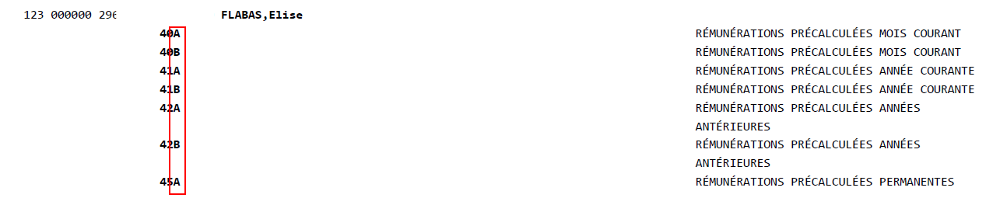 123 000000 296 FLABAS,Elise
40A RÉMUNÉRATIONS PRÉCALCULÉES MOIS COURANT
40B RÉMUNÉRATIONS PRÉCALCULÉES MOIS COURANT
41A RÉMUNÉRATIONS PRÉCALCULÉES ANNÉE COURANTE
41B RÉMUNÉRATIONS PRÉCALCULÉES ANNÉE COURANTE
42A RÉMUNÉRATIONS PRÉCALCULÉES ANNÉES
ANTÉRIEURES
42B RÉMUNÉRATIONS PRÉCALCULÉES ANNÉES
ANTÉRIEURES
45A RÉMUNÉRATIONS PRÉCALCULÉES PERMANENTES